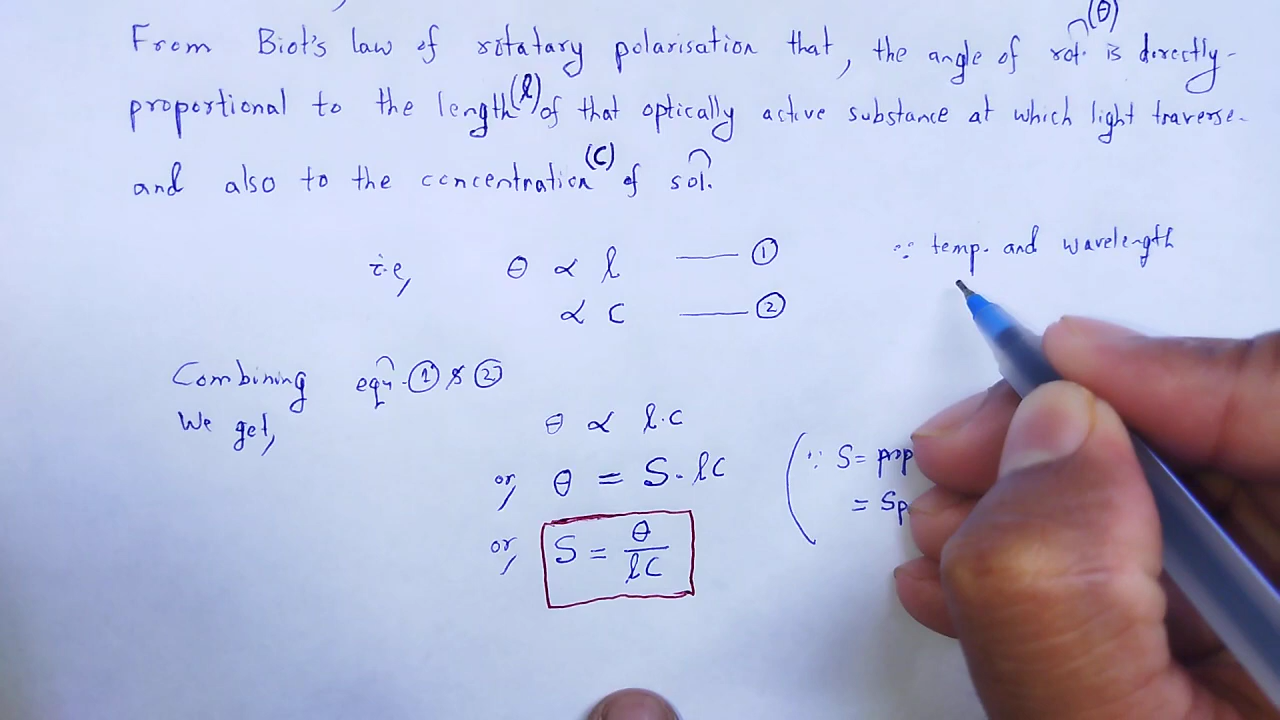 (θ)
From Biot's law of rotatary polarisation that, the angle of rot. is directly-
proportional to the length (l) of that optically active substance at which light traverse-
and also to the concentration (C) of sol.
i.e, θ ∝ l —— ① ∵ temp. and wavelength
∝ C —— ②
Combining eqn. ① & ②
We get,
θ ∝ l.C
or, θ = S. lC (∵ S =
or, S = θ/lC =